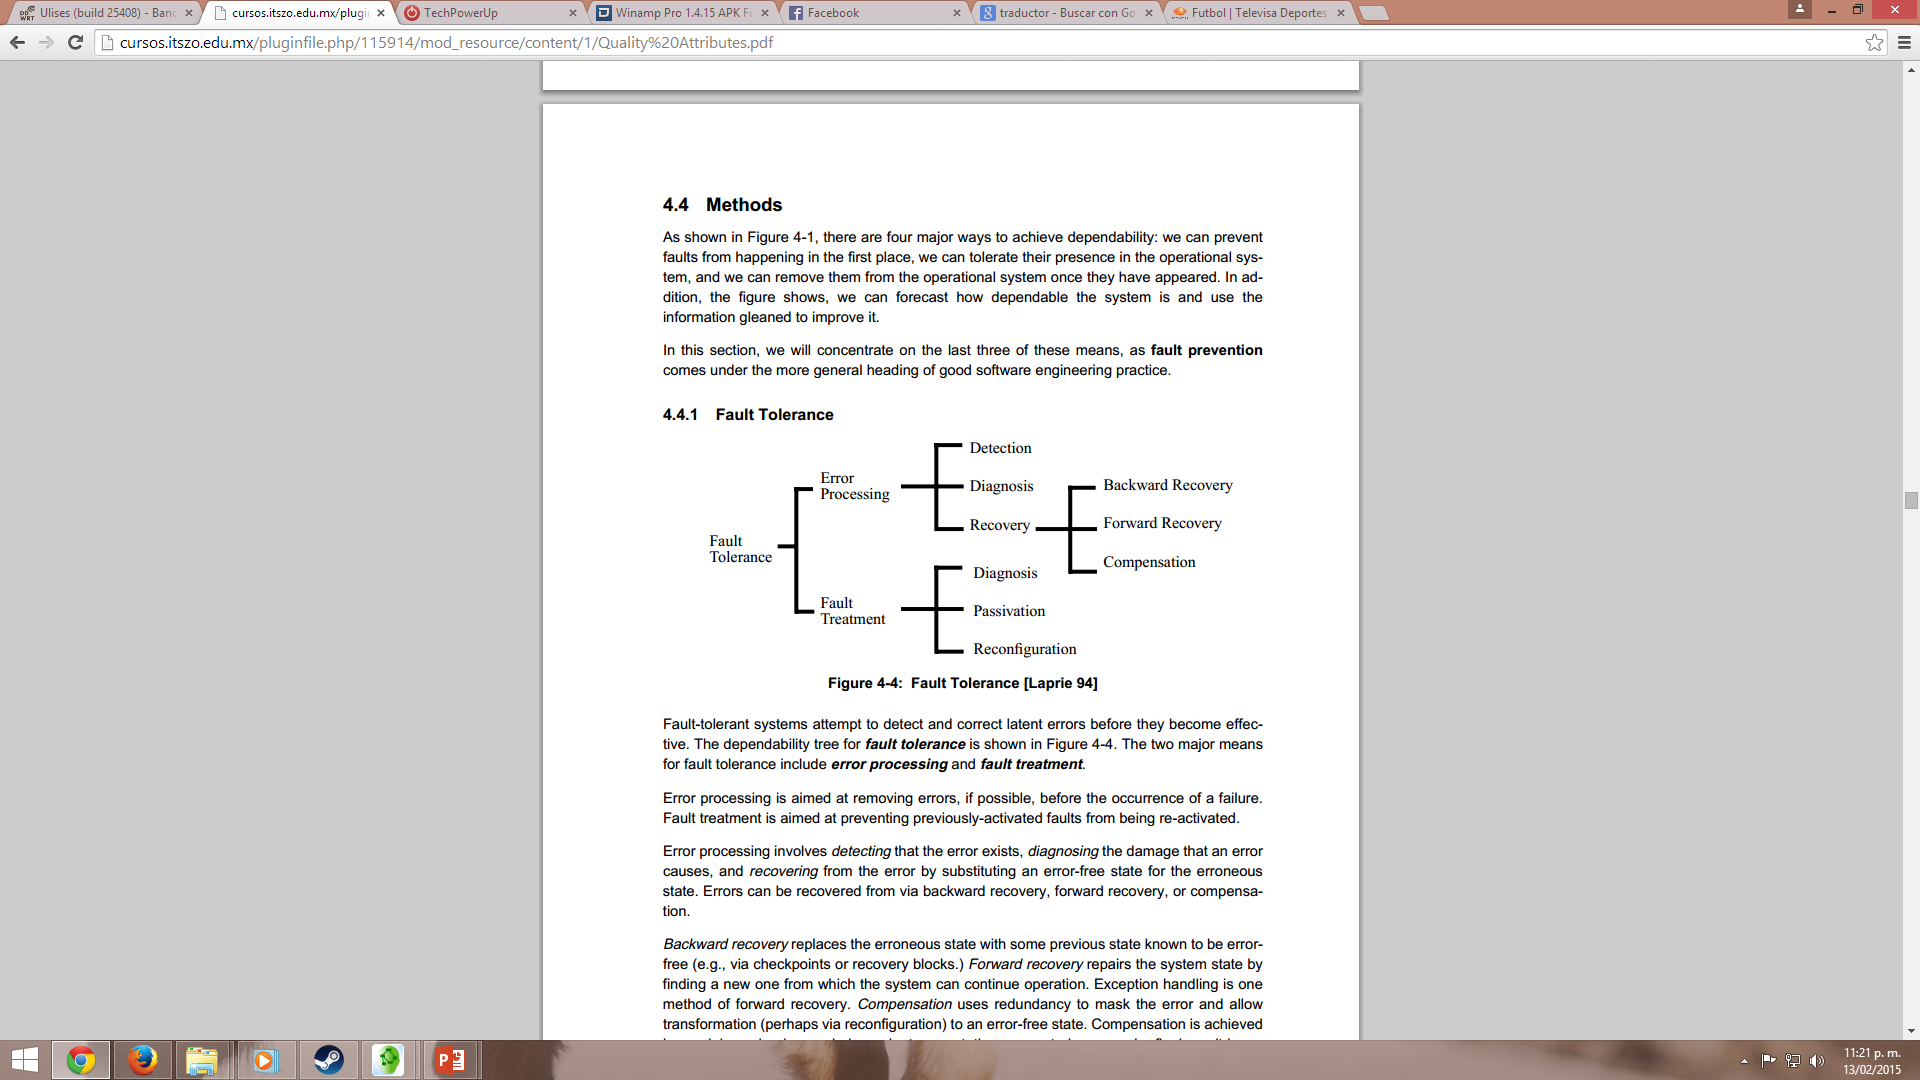 Ulises (build 25408) - Banc
cursos.itszo.edu.mx/plugi
TechPowerUp
Winamp Pro 1.4.15 APK Fu
Facebook
traductor - Buscar con Go
Futbol | Televisa Deportes
cursos.itszo.edu.mx/pluginfile.php/115914/mod_resource/content/1/Quality%20Attributes.pdf
4.4 Methods
As shown in Figure 4-1, there are four major ways to achieve dependability: we can prevent
faults from happening in the first place, we can tolerate their presence in the operational sys-
tem, and we can remove them from the operational system once they have appeared. In ad-
dition, the figure shows, we can forecast how dependable the system is and use the
information gleaned to improve it.
In this section, we will concentrate on the last three of these means, as fault prevention
comes under the more general heading of good software engineering practice.
4.4.1 Fault Tolerance
Fault
Tolerance
Error
Processing
Detection
Diagnosis
Recovery
Backward Recovery
Forward Recovery
Compensation
Fault
Treatment
Diagnosis
Passivation
Reconfiguration
Figure 4-4: Fault Tolerance [Laprie 94]
Fault-tolerant systems attempt to detect and correct latent errors before they become effec-
tive. The dependability tree for fault tolerance is shown in Figure 4-4. The two major means
for fault tolerance include error processing and fault treatment.
Error processing is aimed at removing errors, if possible, before the occurrence of a failure.
Fault treatment is aimed at preventing previously-activated faults from being re-activated.
Error processing involves detecting that the error exists, diagnosing the damage that an error
causes, and recovering from the error by substituting an error-free state for the erroneous
state. Errors can be recovered from via backward recovery, forward recovery, or compensa-
tion.
Backward recovery replaces the erroneous state with some previous state known to be error-
free (e.g., via checkpoints or recovery blocks.) Forward recovery repairs the system state by
finding a new one from which the system can continue operation. Exception handling is one
method of forward recovery. Compensation uses redundancy to mask the error and allow
transformation (perhaps via reconfiguration) to an error-free state. Compensation is achieved
11:21 p. m.
13/02/2015